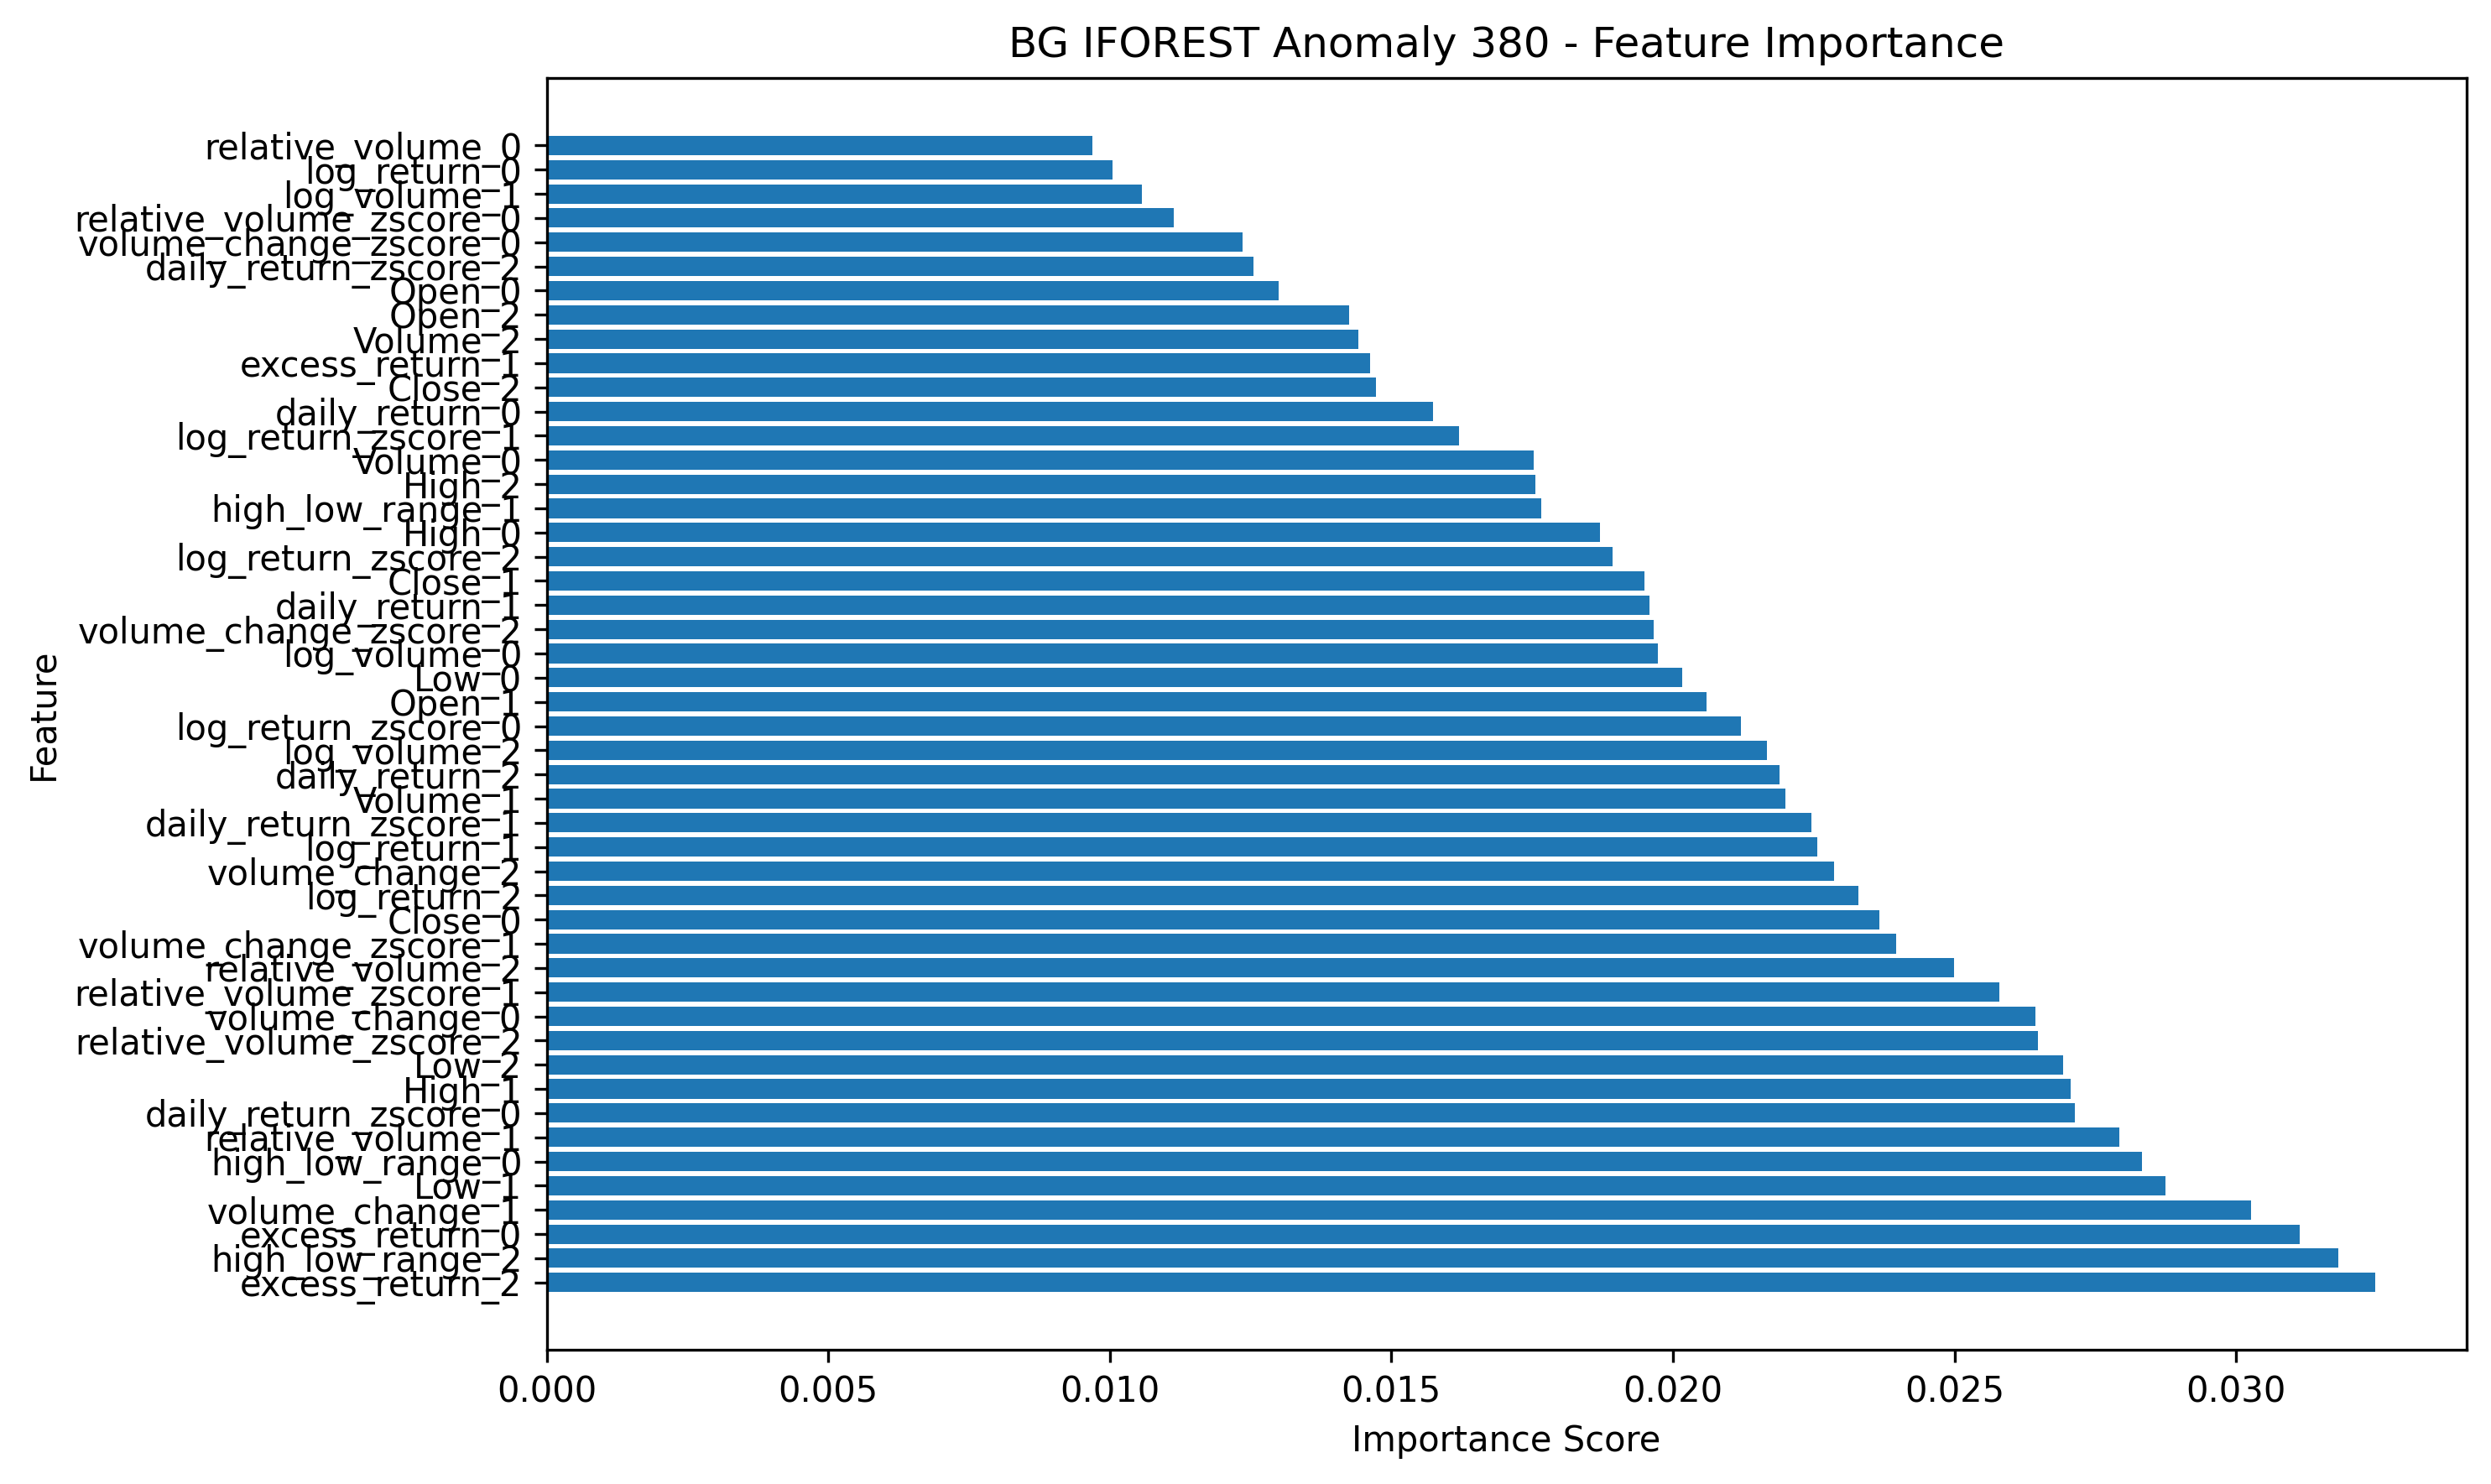 BG IFOREST Anomaly 380 - Feature Importance
relative_volume_0
log_return_0
log_volume_1
relative_volume_zscore_0
volume_change_zscore_0
daily_return_zscore_2
Open_0
Open_2
Volume_2
excess_return_1
Close_2
daily_return_0
log_return_zscore_1
Volume_0
High_2
high_low_range_1
High_0
log_return_zscore_2
Close_1
daily_return_1
volume_change_zscore_2
log_volume_0
Low_0
Open_1
log_return_zscore_0
log_volume_2
daily_return_2
Volume_1
daily_return_zscore_1
log_return_1
volume_change_2
log_return_2
Close_0
volume_change_zscore_1
relative_volume_2
relative_volume_zscore_1
volume_change_0
relative_volume_zscore_2
Low_2
High_1
daily_return_zscore_0
relative_volume_1
high_low_range_0
Low_1
volume_change_1
excess_return_0
high_low_range_2
excess_return_2
Feature
0.000 0.005 0.010 0.015 0.020 0.025 0.030
Importance Score